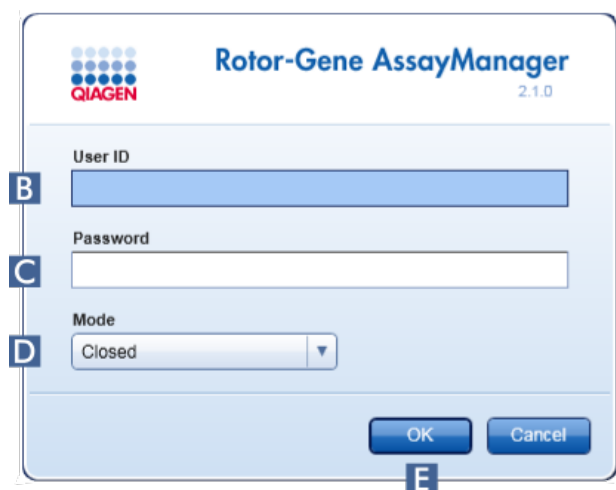 QIAGEN
Rotor-Gene AssayManager
2.1.0
User ID
B
Password
C
Mode
D Closed
OK Cancel
E